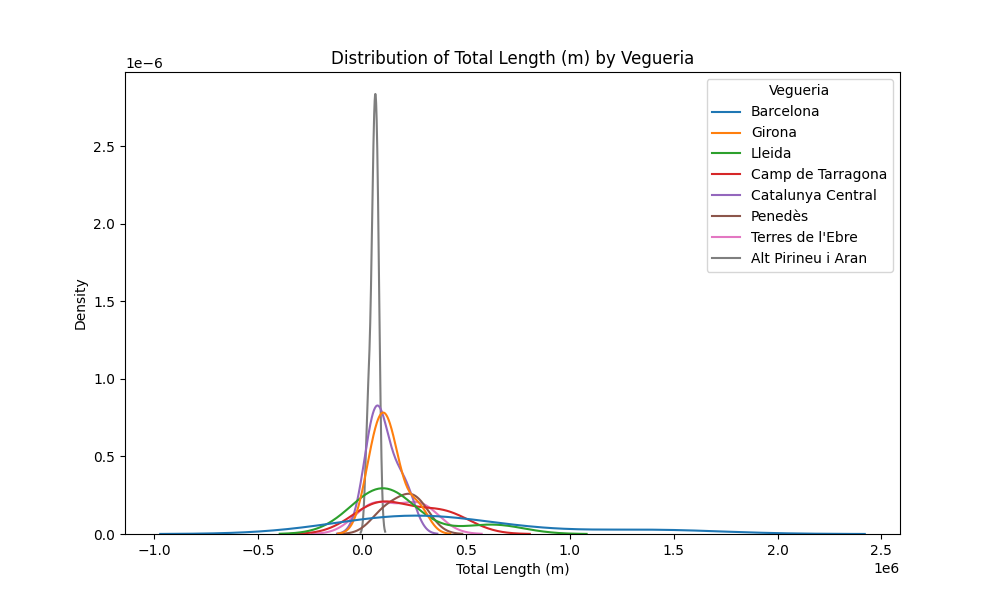 Distribution of Total Length (m) by Vegueria
1e−6
Vegueria
Barcelona
Girona
Lleida
Camp de Tarragona
Catalunya Central
Penedès
Terres de l'Ebre
Alt Pirineu i Aran
Density
2.5
2.0
1.5
1.0
0.5
0.0
−1.0 −0.5 0.0 0.5 1.0 1.5 2.0 2.5
Total Length (m)
1e6